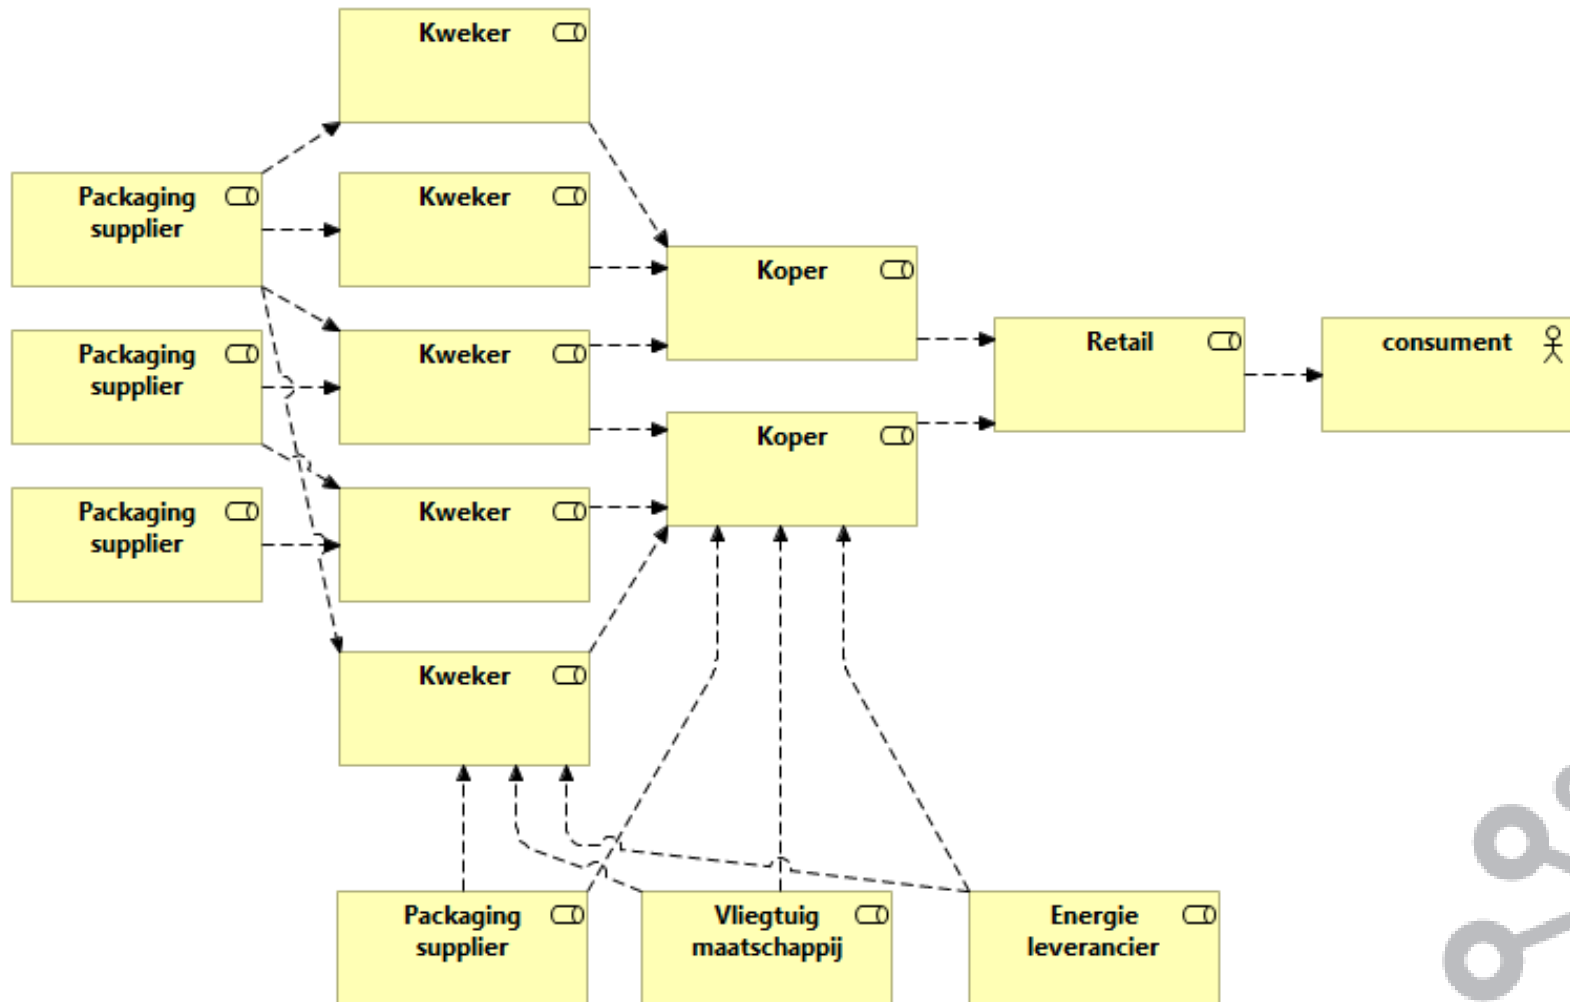 Kweker
Packaging
supplier
Kweker
Koper
Packaging
supplier
Kweker
Retail
consument
Koper
Packaging
supplier
Kweker
Kweker
Packaging
supplier
Vliegtuig
maatschappij
Energie
leverancier